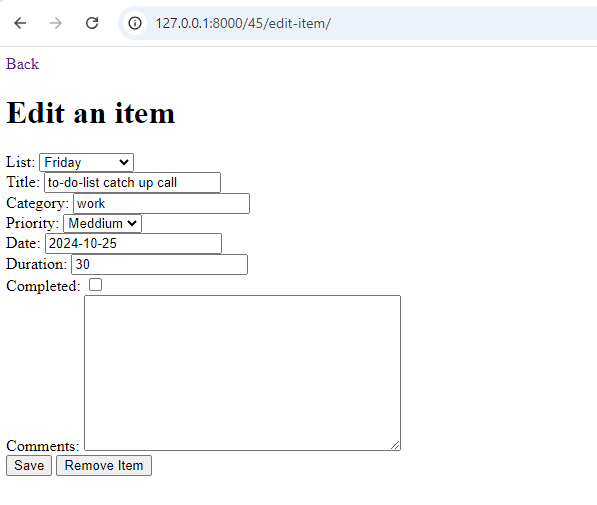 127.0.0.1:8000/45/edit-item/
Back
Edit an item
List: Friday
Title: to-do-list catch up call
Category: work
Priority: Meddium
Date: 2024-10-25
Duration: 30
Completed:
Comments:
Save Remove Item